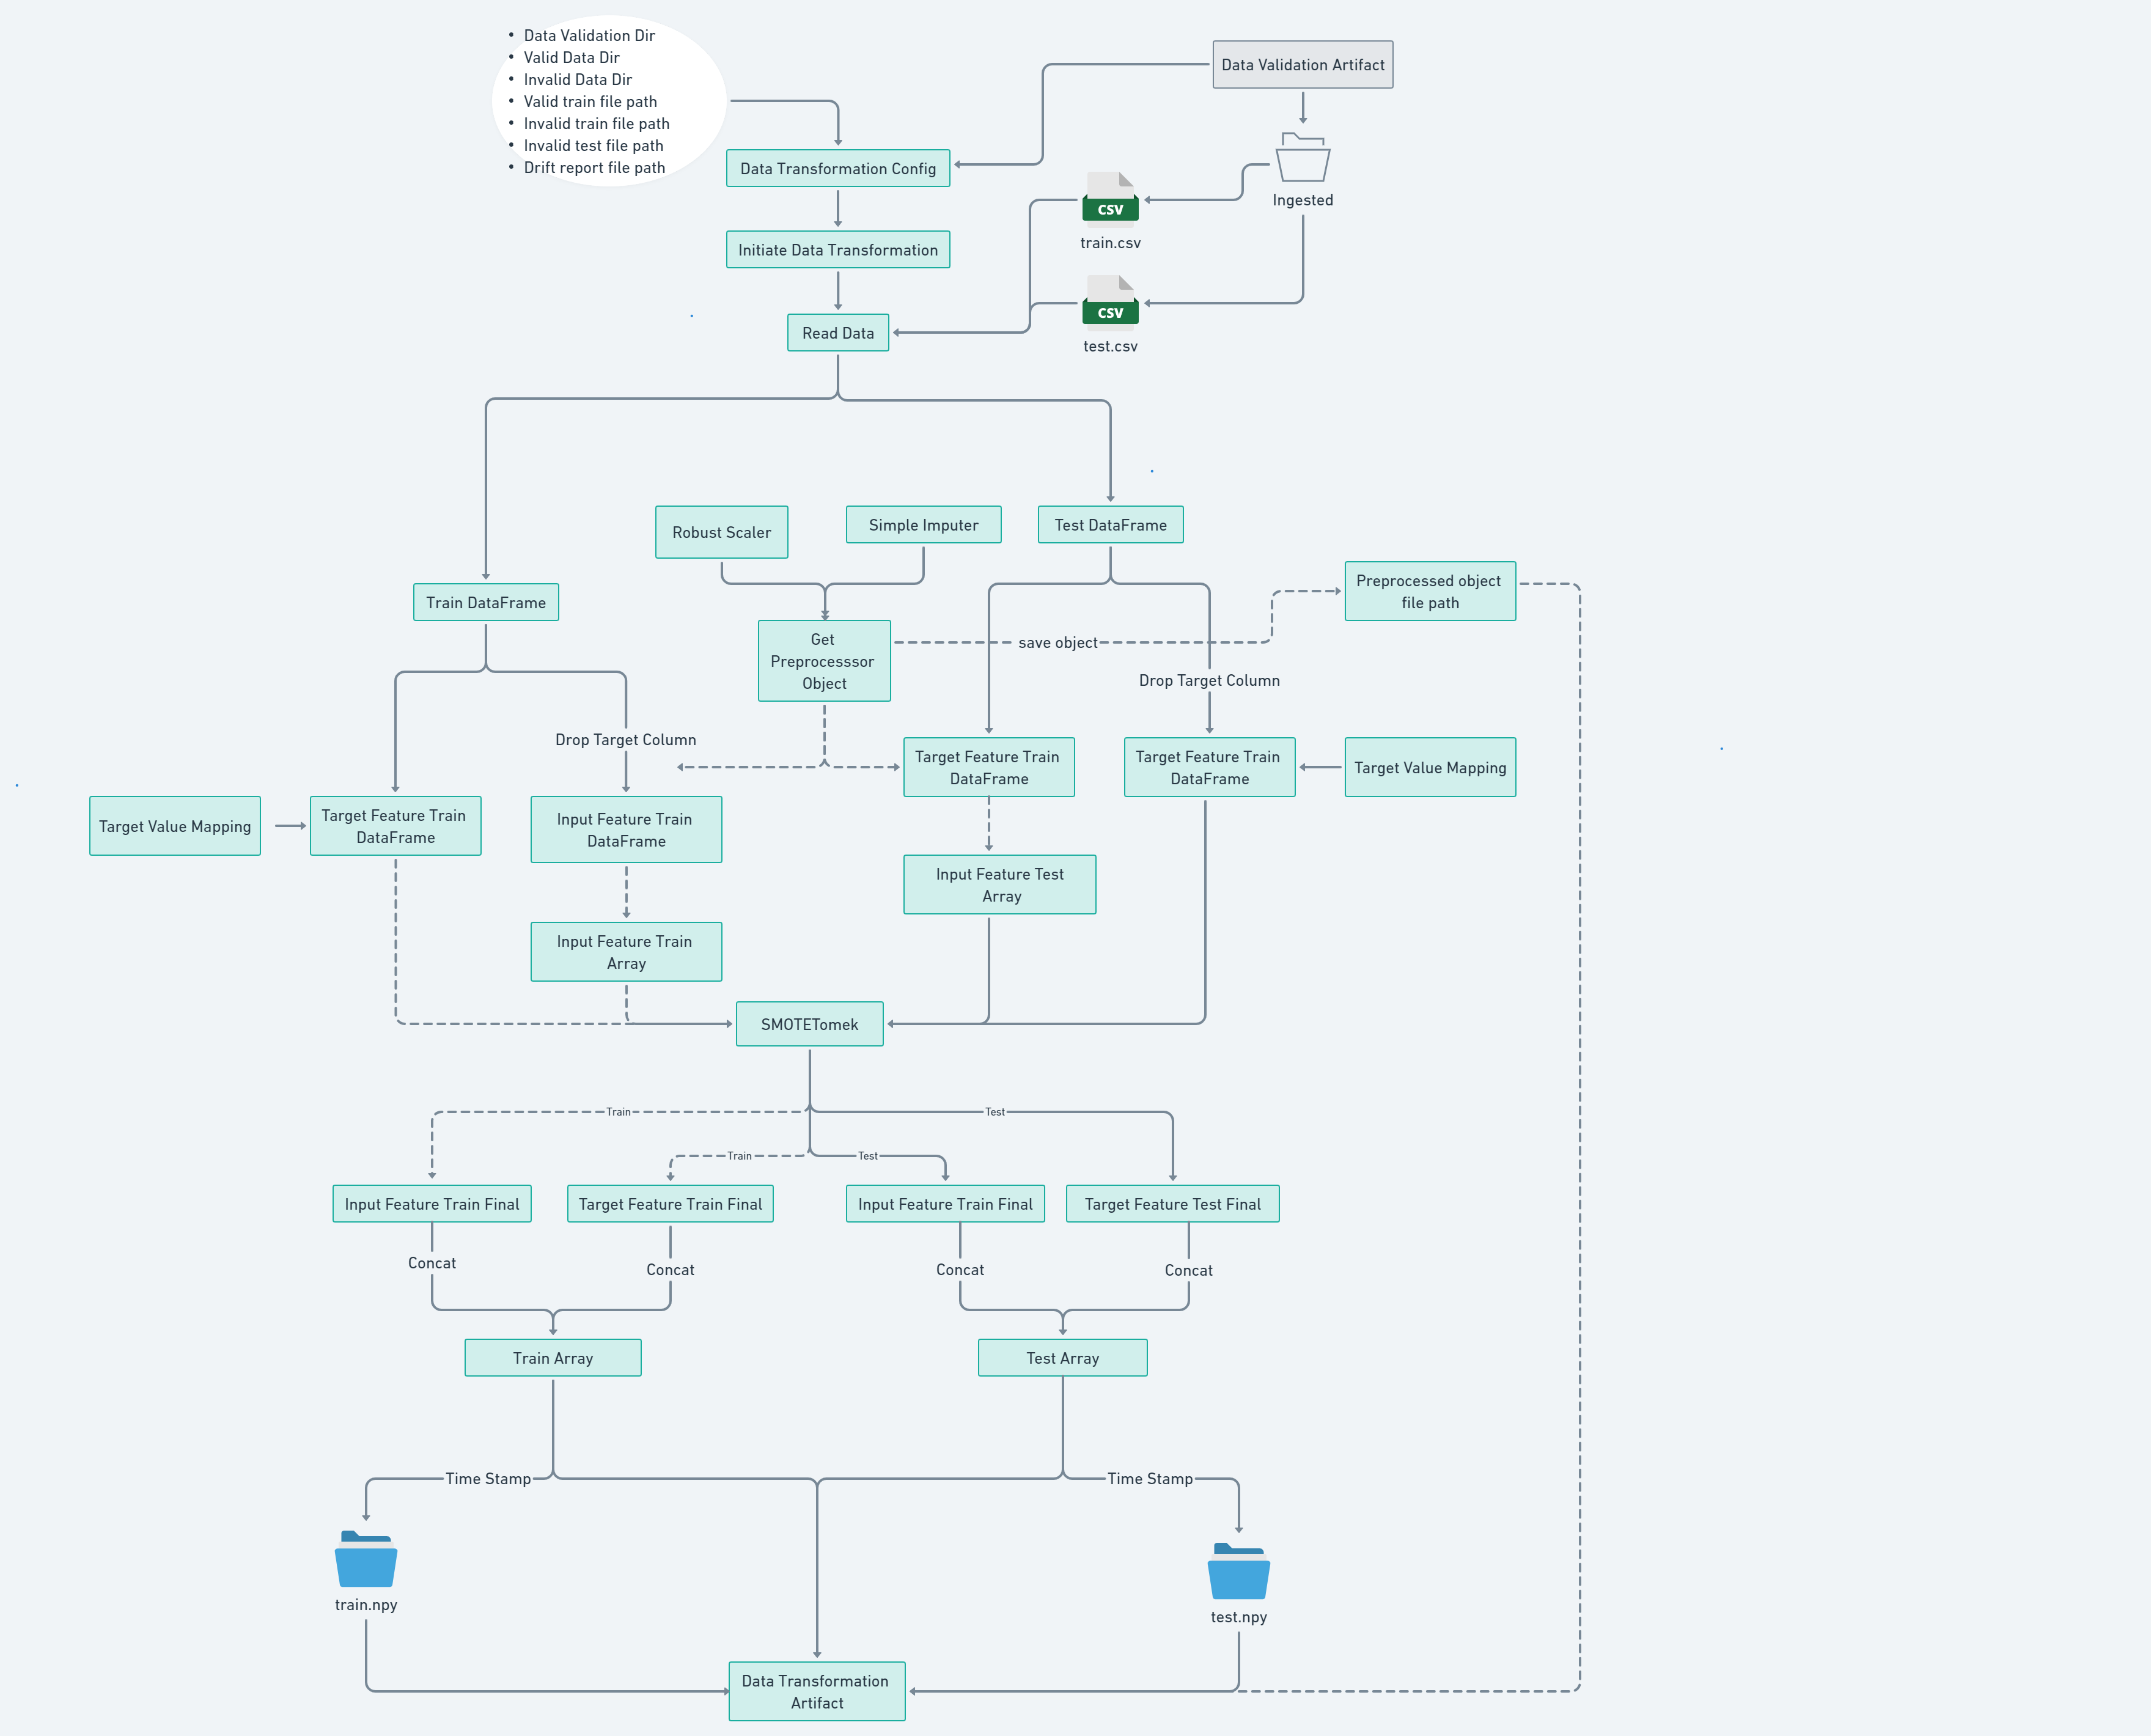 • Data Validation Dir
• Valid Data Dir
• Invalid Data Dir
• Valid train file path
• Invalid train file path
• Invalid test file path
• Drift report file path
Data Validation Artifact
Data Transformation Config
Ingested
CSV
train.csv
Initiate Data Transformation
CSV
test.csv
Read Data
Robust Scaler
Simple Imputer
Test DataFrame
Train DataFrame
Preprocessed object
file path
Get
Preprocesssor
Object
save object
Drop Target Column
Drop Target Column
Target Feature Train
DataFrame
Target Feature Train
DataFrame
Target Value Mapping
Target Value Mapping
Target Feature Train
DataFrame
Input Feature Train
DataFrame
Input Feature Test
Array
Input Feature Train
Array
SMOTETomek
Train
Test
Train
Test
Input Feature Train Final
Target Feature Train Final
Input Feature Train Final
Target Feature Test Final
Concat
Concat
Concat
Concat
Train Array
Test Array
Time Stamp
Time Stamp
train.npy
test.npy
Data Transformation
Artifact